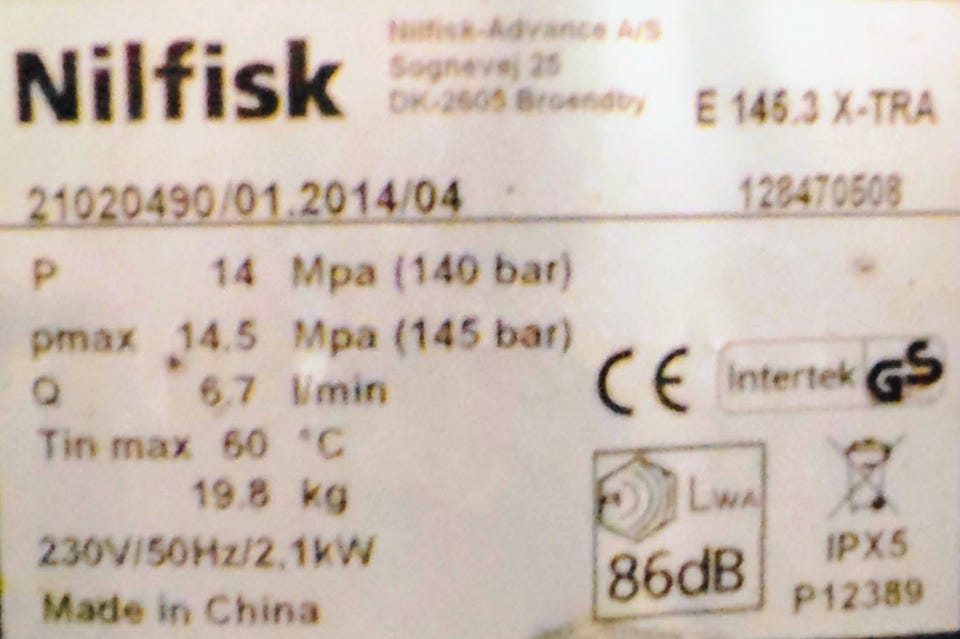 Nilfisk
Nilfisk-Advance A/S
Sognevej 25
DK-2605 Broendby
E 145.3 X-TRA
21020490/01.2014/04
128470508
P 14 Mpa (140 bar)
pmax 14.5 Mpa (145 bar)
Q 6.7 l/min
Tin max 60 °C
19.8 kg
230V/50Hz/2.1kW
Made in China
CE
Intertek GS
LWA
86dB
IPX5
P12389